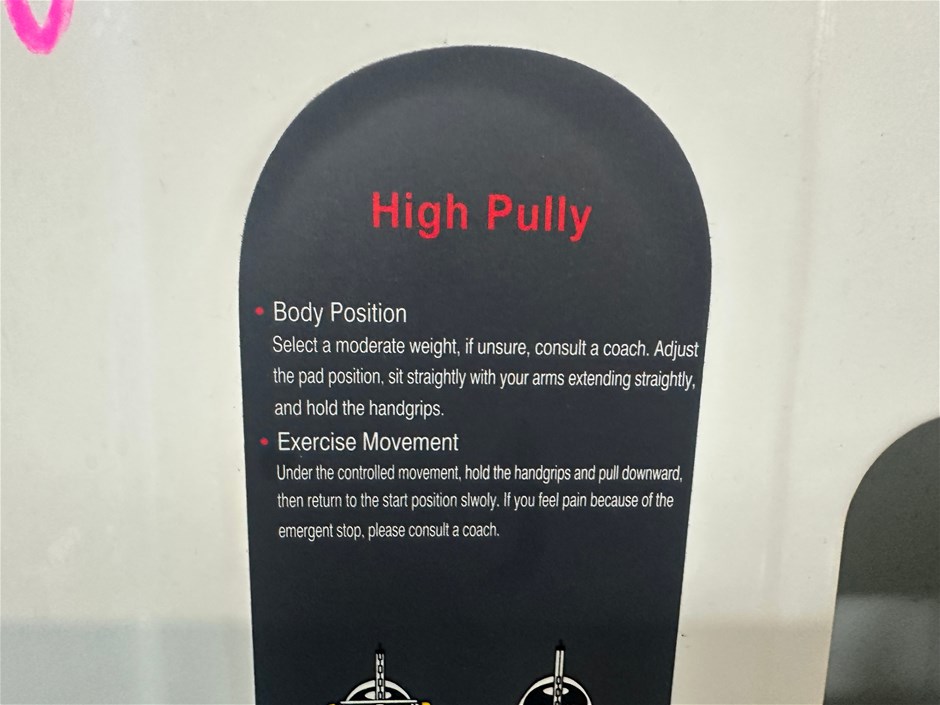 High Pully
• Body Position
Select a moderate weight, if unsure, consult a coach. Adjust
the pad position, sit straightly with your arms extending straightly,
and hold the handgrips.
• Exercise Movement
Under the controlled movement, hold the handgrips and pull downward,
then return to the start position slwoly. If you feel pain because of the
emergent stop, please consult a coach.